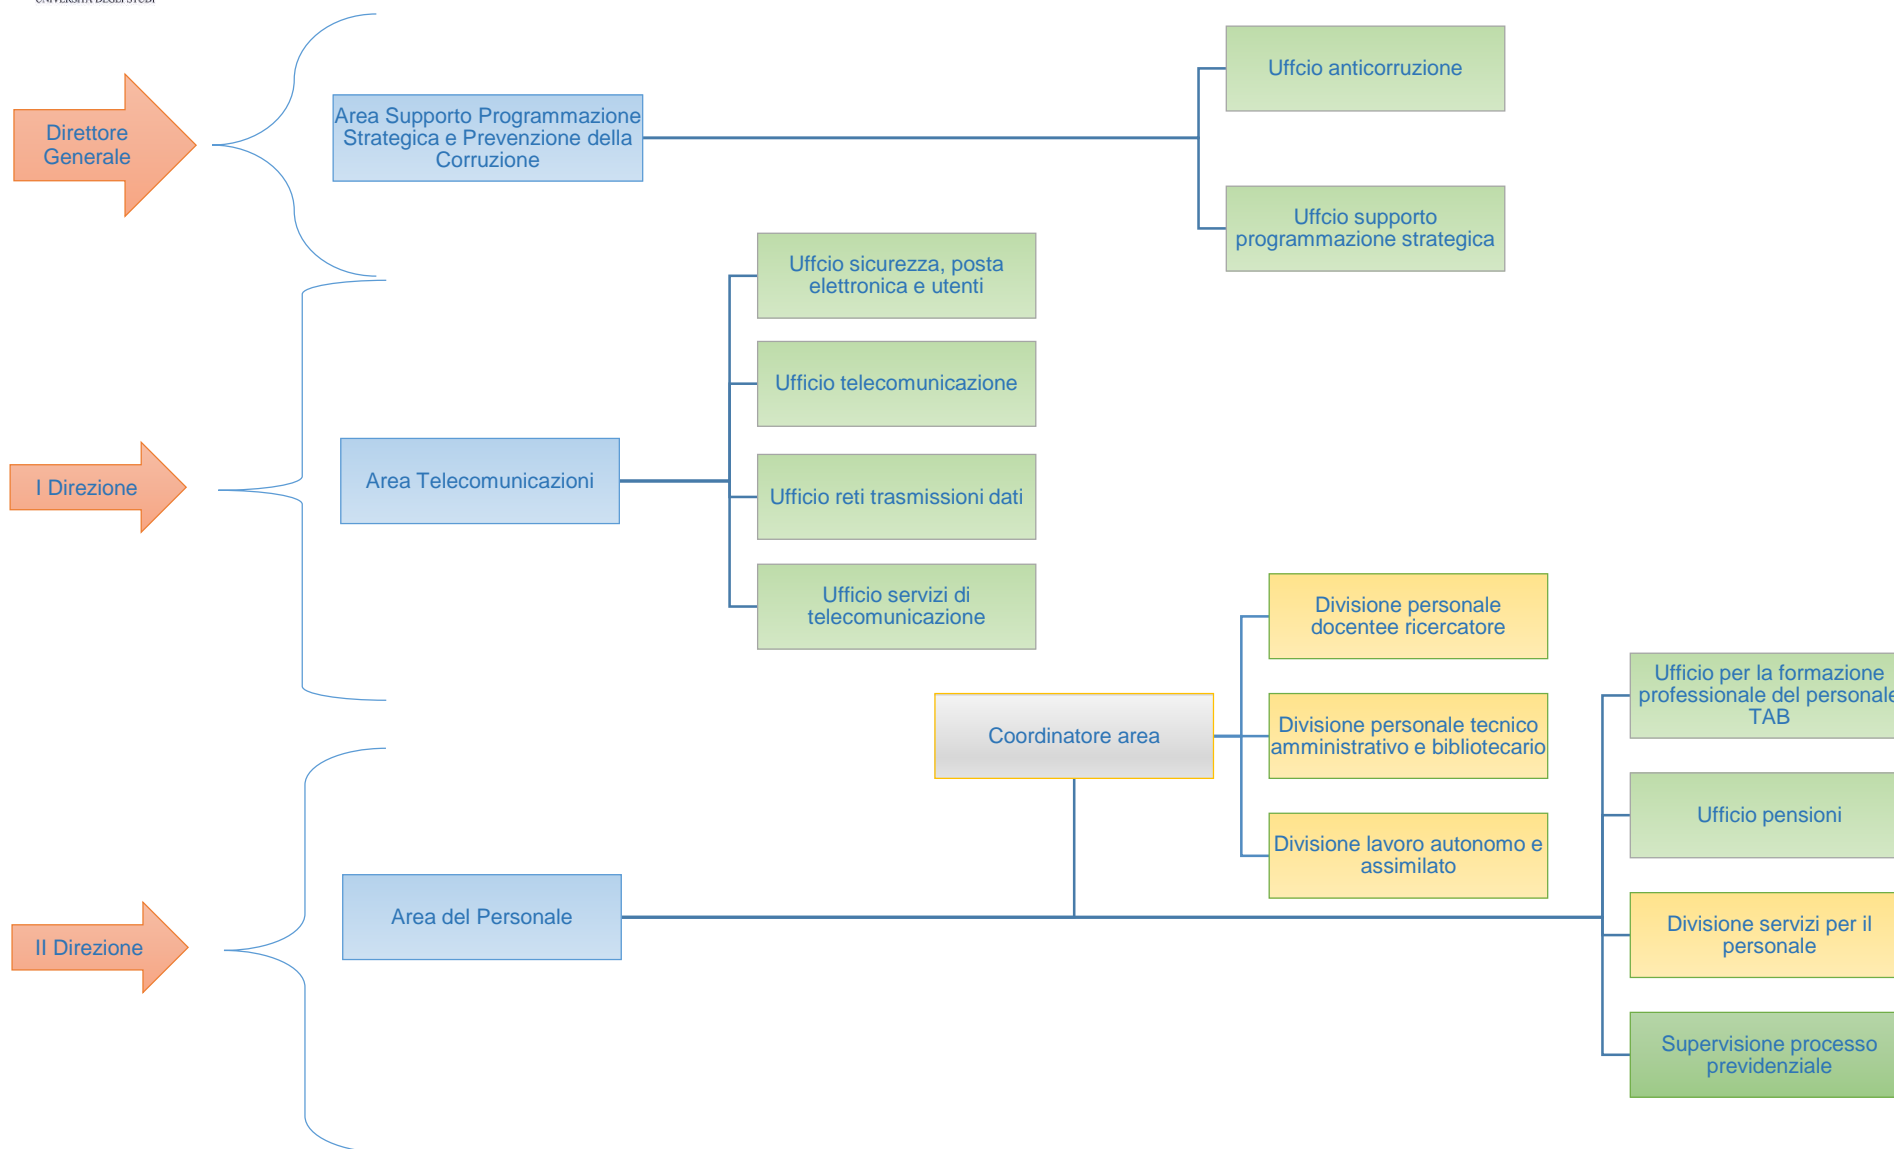 UNIVERSITÀ DEGLI STUDI
Direttore
Generale
Area Supporto Programmazione
Strategica e Prevenzione della
Corruzione
Uffcio anticorruzione
Uffcio supporto
programmazione strategica
I Direzione
Area Telecomunicazioni
Uffcio sicurezza, posta
elettronica e utenti
Ufficio telecomunicazione
Ufficio reti trasmissioni dati
Ufficio servizi di
telecomunicazione
II Direzione
Area del Personale
Coordinatore area
Divisione personale
docentee ricercatore
Divisione personale tecnico
amministrativo e bibliotecario
Divisione lavoro autonomo e
assimilato
Ufficio per la formazione
professionale del personale
TAB
Ufficio pensioni
Divisione servizi per il
personale
Supervisione processo
previdenziale